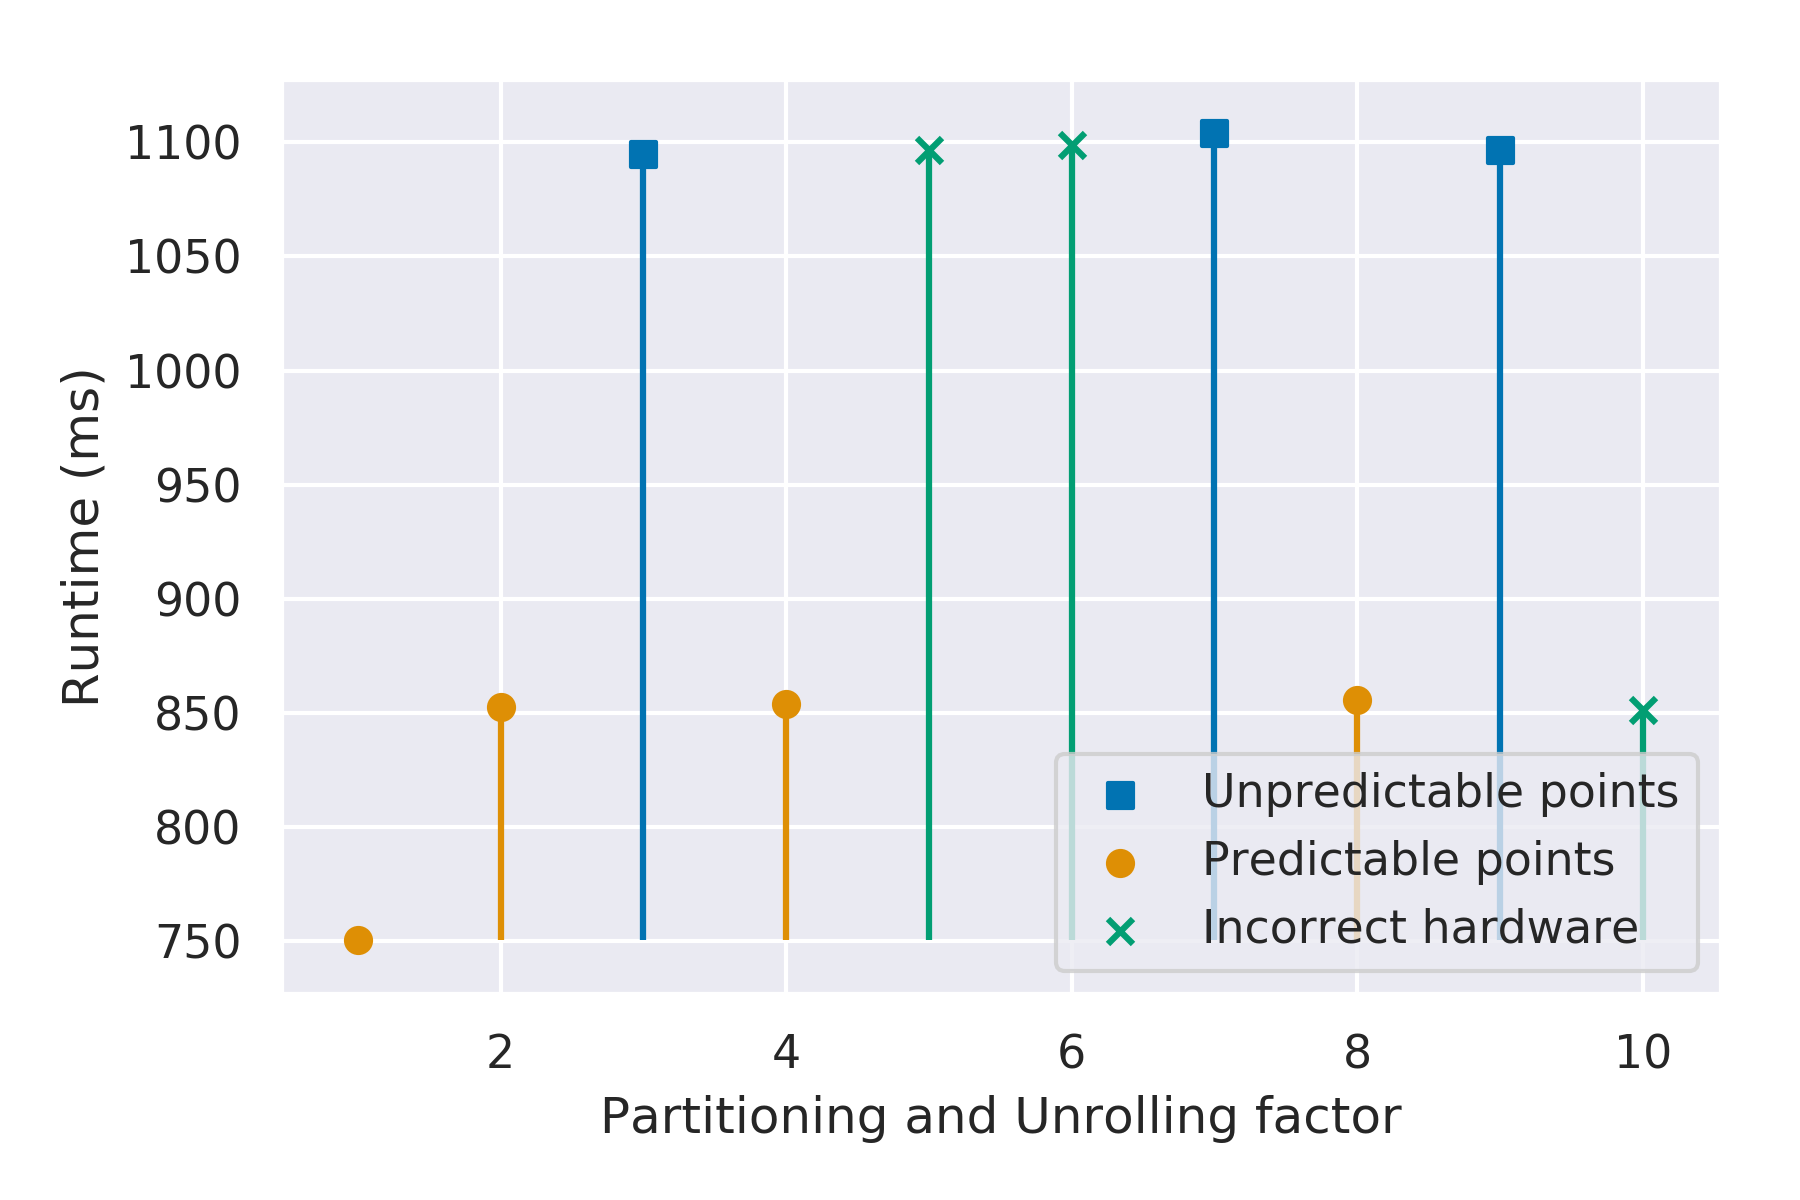 1100
1050
1000
950
900
850
800
750
Runtime (ms)
Unpredictable points
Predictable points
Incorrect hardware
2 4 6 8 10
Partitioning and Unrolling factor